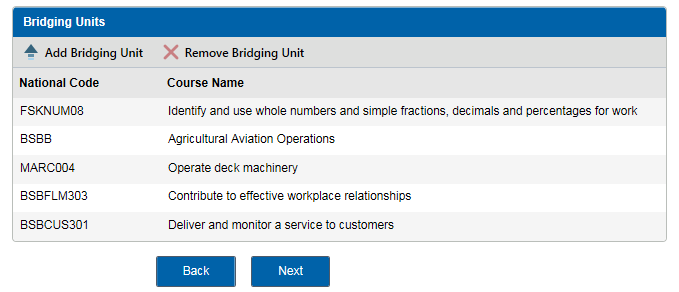 Bridging Units
Add Bridging Unit Remove Bridging Unit
National Code Course Name
FSKNUM08 Identify and use whole numbers and simple fractions, decimals and percentages for work
BSBB Agricultural Aviation Operations
MARC004 Operate deck machinery
BSBFLM303 Contribute to effective workplace relationships
BSBCUS301 Deliver and monitor a service to customers
Back Next